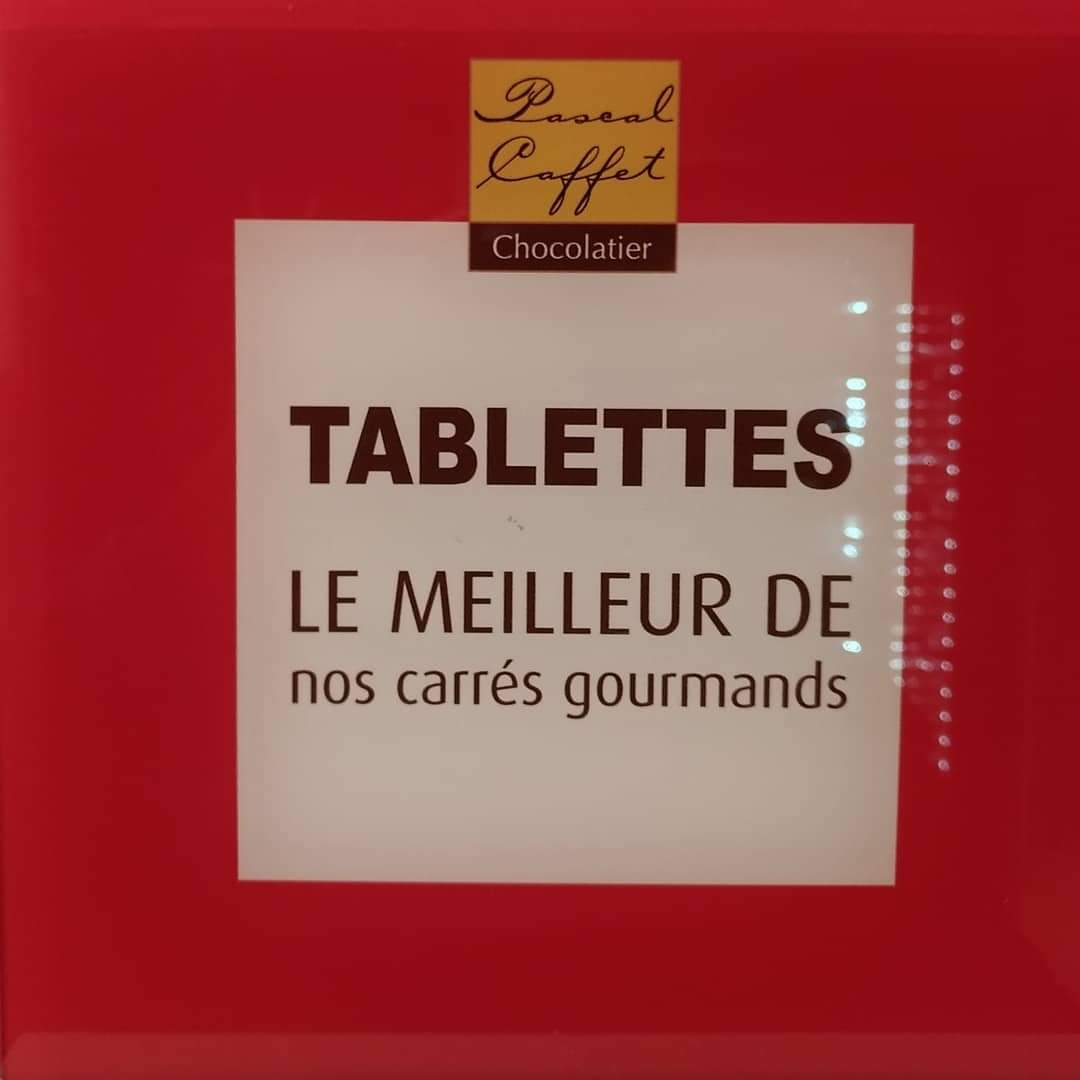 Pascal
Caffet
Chocolatier
TABLETTES
LE MEILLEUR DE
nos carrés gourmands